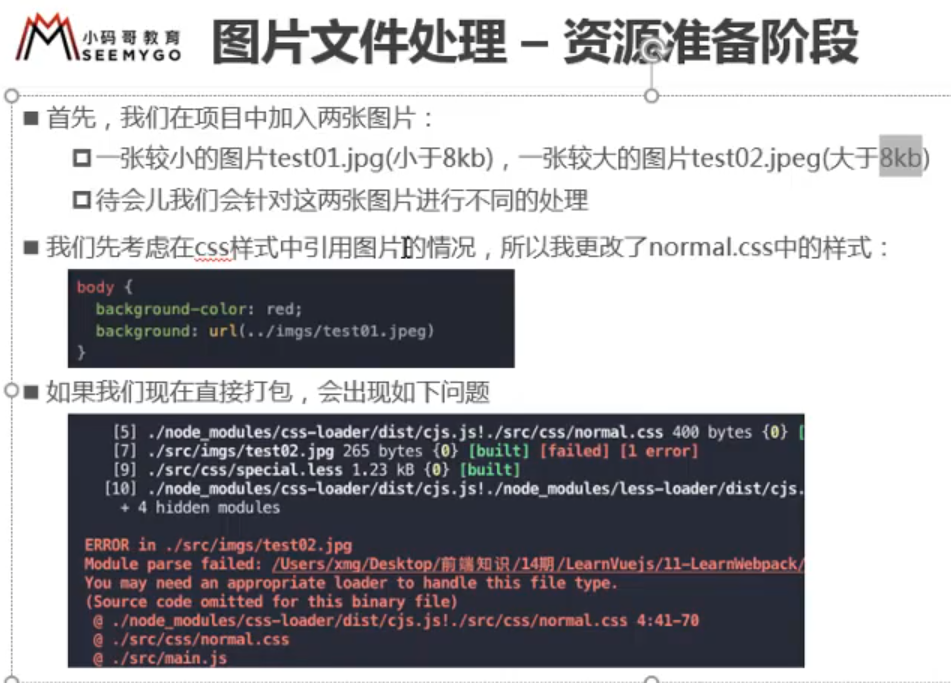 小码哥教育
SEEMYGO
图片文件处理 – 资源准备阶段
首先，我们在项目中加入两张图片：
一张较小的图片test01.jpg(小于8kb)，一张较大的图片test02.jpeg(大于8kb)
待会儿我们会针对这两张图片进行不同的处理
我们先考虑在css样式中引用图片的情况，所以我更改了normal.css中的样式：
body {
background-color: red;
background: url(../imgs/test01.jpeg)
}
如果我们现在直接打包，会出现如下问题
[5] ./node_modules/css-loader/dist/cjs.js!./src/css/normal.css 400 bytes {0} [
[7] ./src/imgs/test02.jpg 265 bytes {0} [built] [failed] [1 error]
[9] ./src/css/special.less 1.23 kB {0} [built]
[10] ./node_modules/css-loader/dist/cjs.js!./node_modules/less-loader/dist/cjs.
+ 4 hidden modules
ERROR in ./src/imgs/test02.jpg
Module parse failed: /Users/xmg/Desktop/前端知识/14期/LearnVuejs/11-LearnWebpack/
You may need an appropriate loader to handle this file type.
(Source code omitted for this binary file)
@ ./node_modules/css-loader/dist/cjs.js!./src/css/normal.css 4:41-70
@ ./src/css/normal.css
@ ./src/main.js